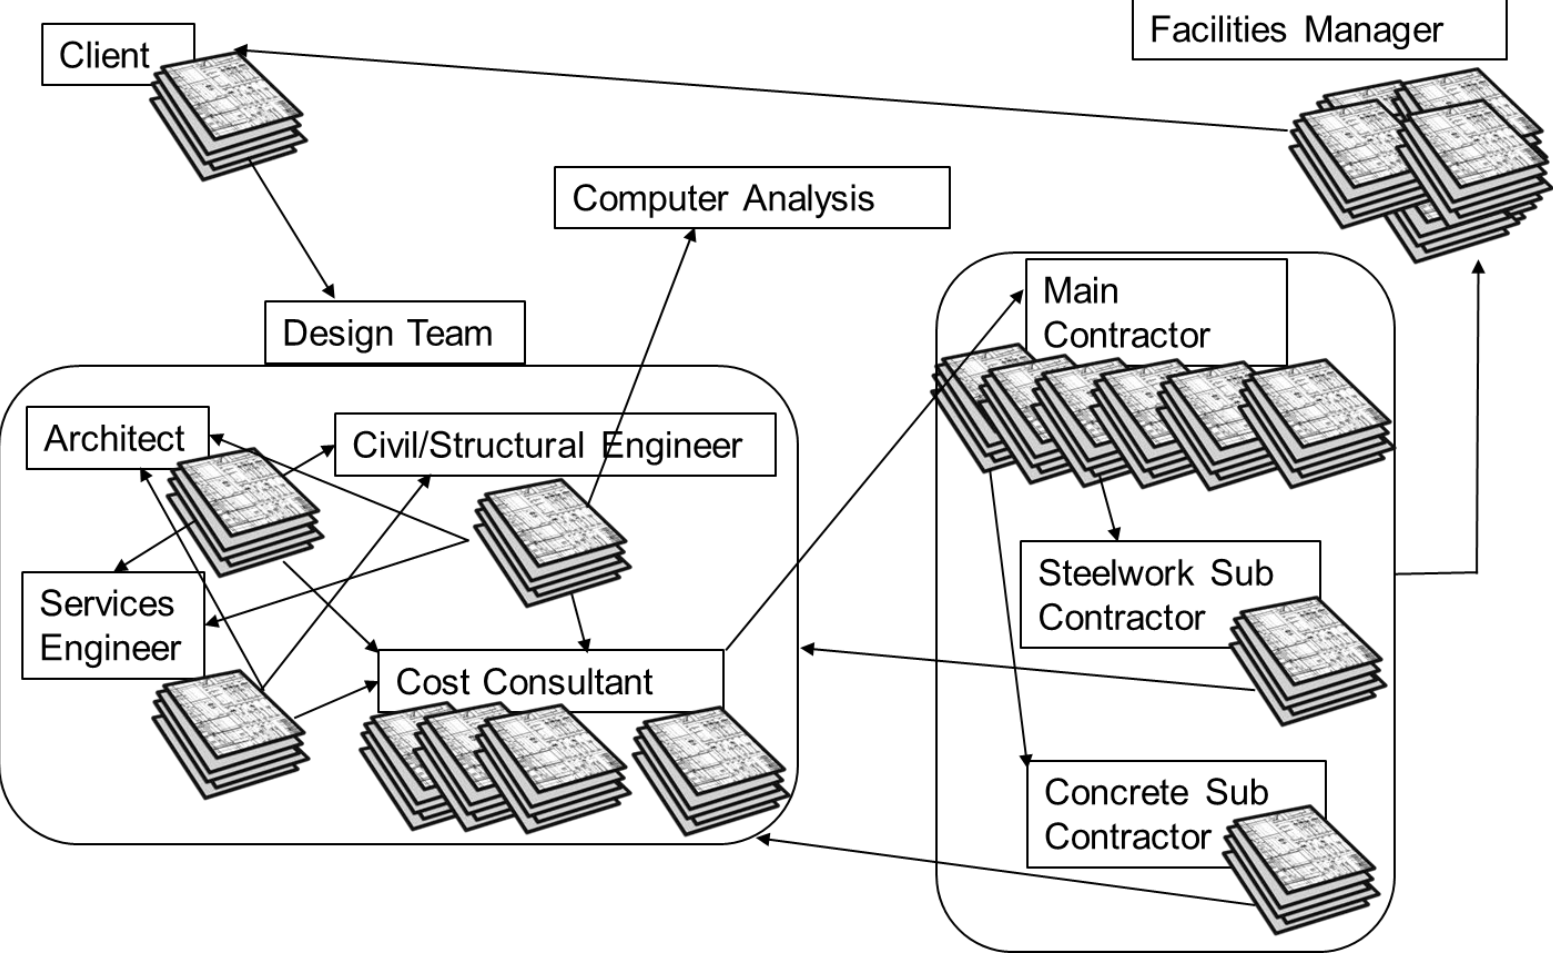 Client
Facilities Manager
Computer Analysis
Design Team
Main
Contractor
Architect
Civil/Structural Engineer
Services
Engineer
Steelwork Sub
Contractor
Cost Consultant
Concrete Sub
Contractor